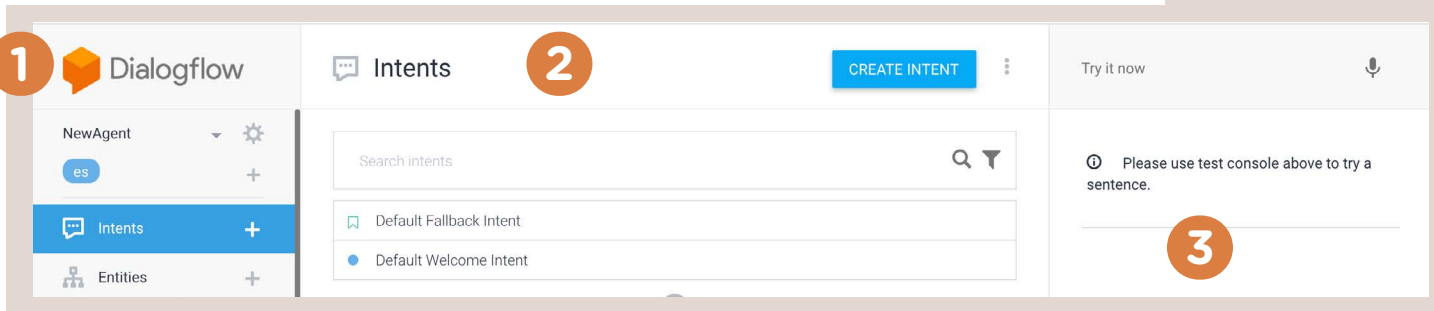 1
Dialogflow
NewAgent
es
Intents
Entities
2
Intents
CREATE INTENT
Search intents
Default Fallback Intent
Default Welcome Intent
Try it now
Please use test console above to try a
sentence.
3